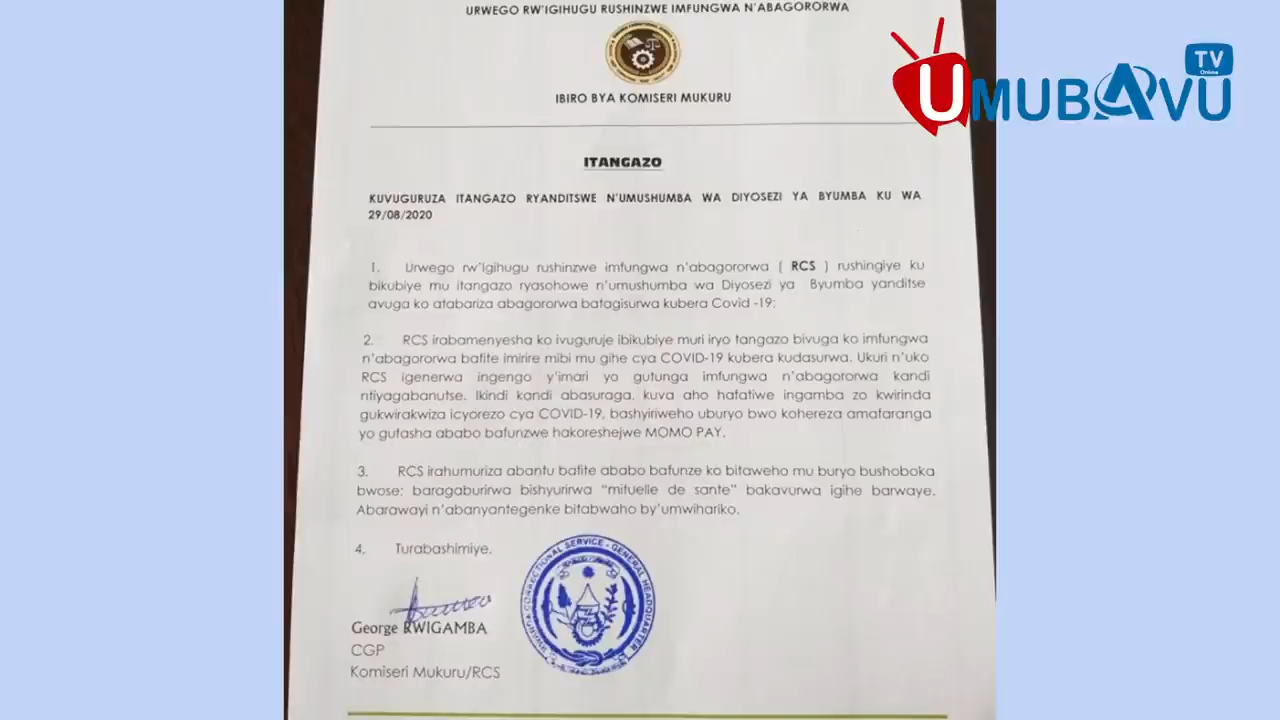 URWEGO RW'IGIHUGU RUSHINZWE IMFUNGWA N'ABAGORORWA
IBIRO BYA KOMISERI MUKURU
UMUBAVU
TV
Online
ITANGAZO
KUVUGURUZA ITANGAZO RYANDITSWE N'UMUSHUMBA WA DIYOSEZI YA BYUMBA KU WA
29/08/2020
1. Urwego rw'Igihugu rushinzwe imfungwa n'abagororwa ( RCS ) rushingiye ku
bikubiye mu itangazo ryasohowe n'umushumba wa Diyosezi ya Byumba yanditse
avuga ko atabariza abagororwa batagisurwa kubera Covid -19;
2. RCS irabamenyesha ko ivuguruje ibikubiye muri iryo tangazo bivuga ko imfungwa
n'abagororwa bafite imirire mibi mu gihe cya COVID-19 kubera kudasurwa. Ukuri n'uko
RCS igenerwa ingengo y'imari yo gutunga imfungwa n'abagororwa kandi
ntiyagabanutse. Ikindi kandi abasuraga, kuva aho hafatiwe ingamba zo kwirinda
gukwirakwiza icyorezo cya COVID-19, bashyiriweho uburyo bwo kohereza amafaranga
yo gufasha ababo bafunzwe hakoreshejwe MOMO PAY.
3. RCS irahumuriza abantu bafite ababo bafunze ko bitaweho mu buryo bushoboka
bwose; baragaburirwa bishyurirwa “mituelle de sante” bakavurwa igihe barwaye.
Abarawayi n'abanyantegenke bitabwaho by'umwihariko.
4. Turabashimiye.
George RWIGAMBA
CGP
Komiseri Mukuru/RCS
RWANDA CORRECTIONAL SERVICE - GENERAL HEADQUARTER